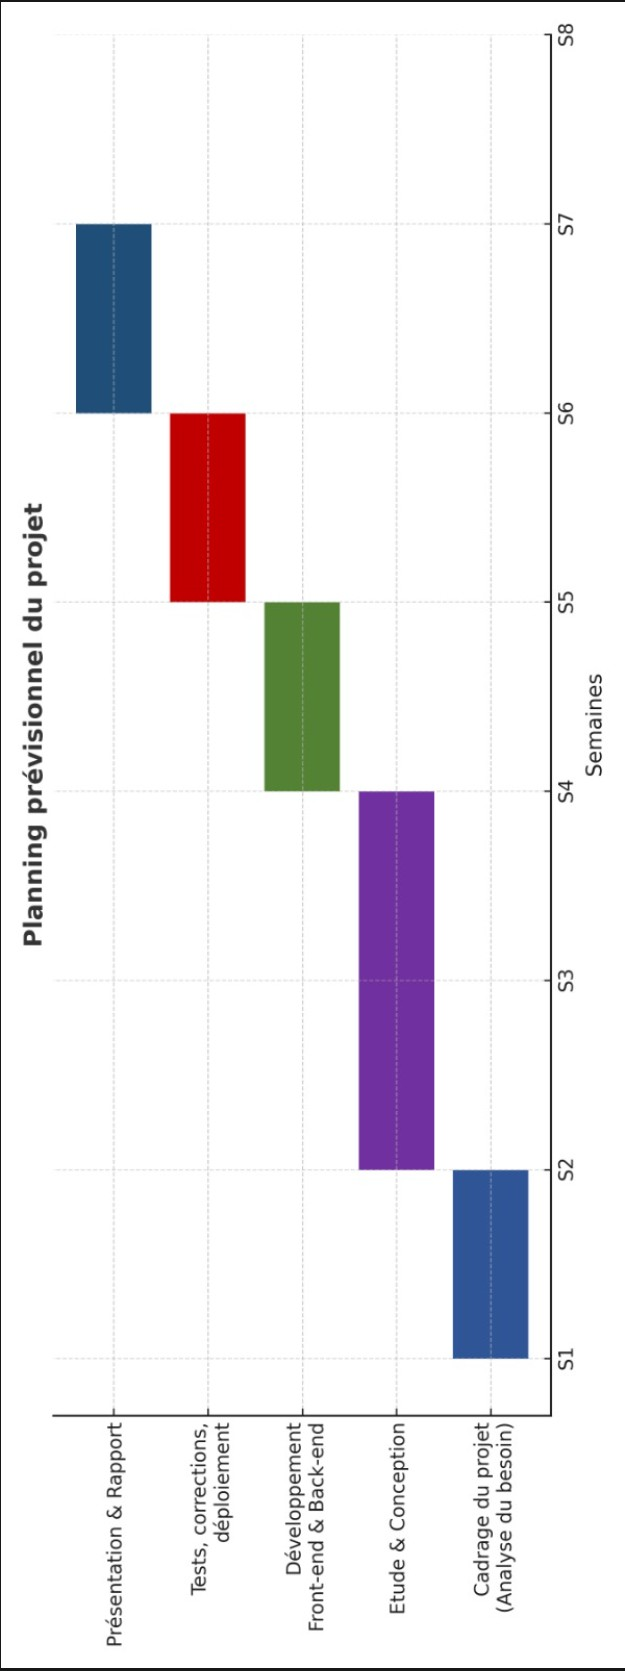 Planning prévisionnel du projet
Présentation & Rapport
Tests, corrections,
déploiement
Développement
Front-end & Back-end
Etude & Conception
Cadrage du projet
(Analyse du besoin)
S1 S2 S3 S4 S5 S6 S7 S8
Semaines